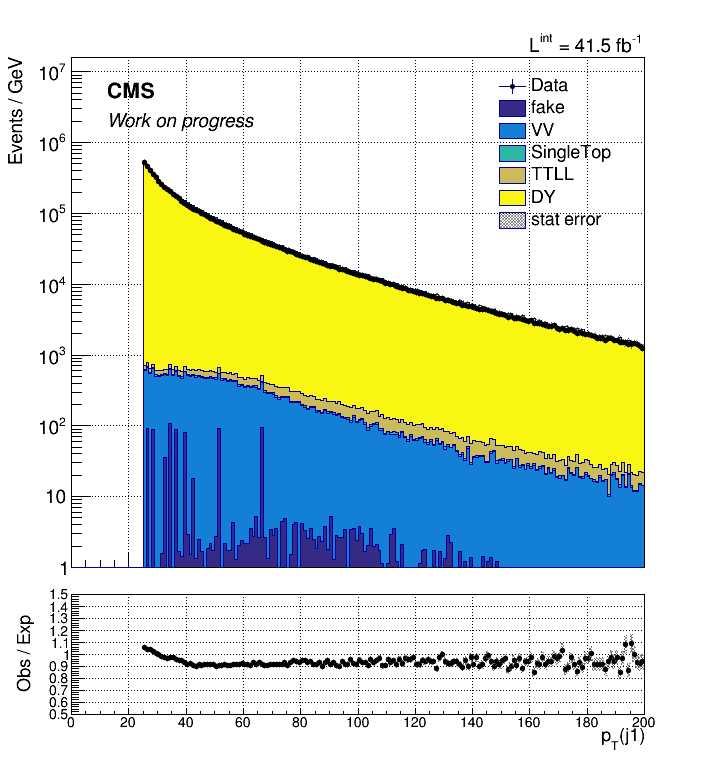 L^int = 41.5 fb^-1
Events / GeV
CMS
Work on progress
Data
fake
VV
SingleTop
TTLL
DY
stat error
10^7
10^6
10^5
10^4
10^3
10^2
10
1
Obs / Exp
1.5
1.4
1.3
1.2
1.1
1
0.9
0.8
0.7
0.6
0.5
0 20 40 60 80 100 120 140 160 180 200
p_T(j1)